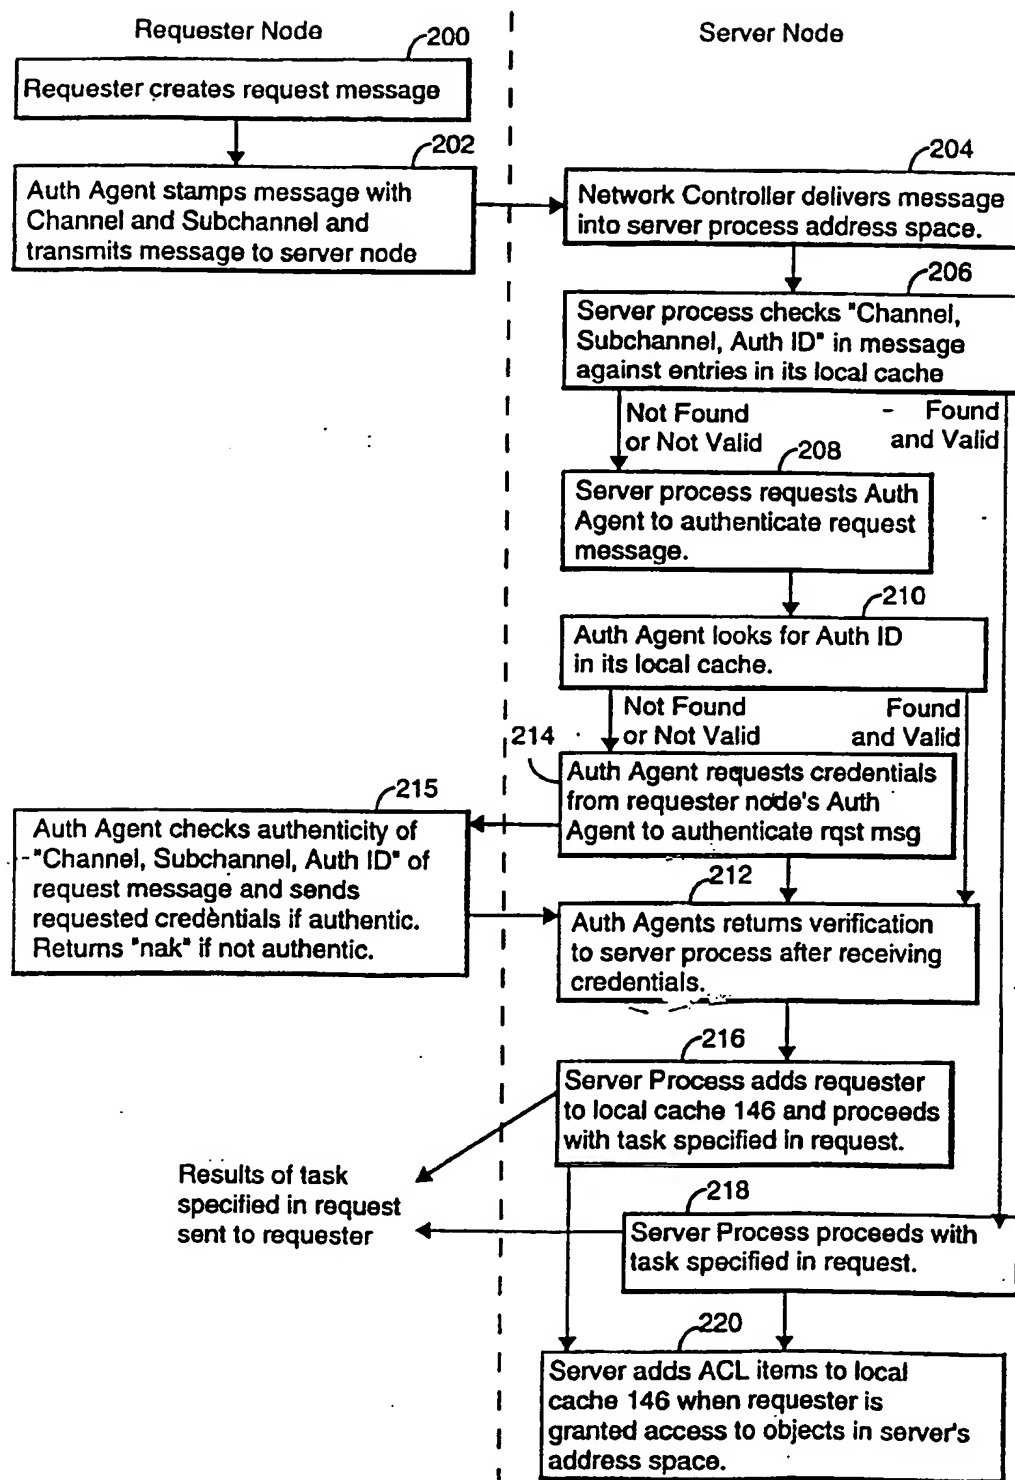 Requester Node
Server Node
200
Requester creates request message
202
Auth Agent stamps message with
Channel and Subchannel and
transmits message to server node
204
Network Controller delivers message
into server process address space.
206
Server process checks "Channel,
Subchannel, Auth ID" in message
against entries in its local cache
Not Found
or Not Valid
- Found
and Valid
208
Server process requests Auth
Agent to authenticate request
message.
210
Auth Agent looks for Auth ID
in its local cache.
Not Found
or Not Valid
Found
and Valid
214
Auth Agent requests credentials
from requester node's Auth
Agent to authenticate rqst msg
215
Auth Agent checks authenticity of
"Channel, Subchannel, Auth ID" of
request message and sends
requested credentials if authentic.
Returns "nak" if not authentic.
212
Auth Agents returns verification
to server process after receiving
credentials.
216
Server Process adds requester
to local cache 146 and proceeds
with task specified in request.
Results of task
specified in request
sent to requester
218
Server Process proceeds with
task specified in request.
220
Server adds ACL items to local
cache 146 when requester is
granted access to objects in server's
address space.